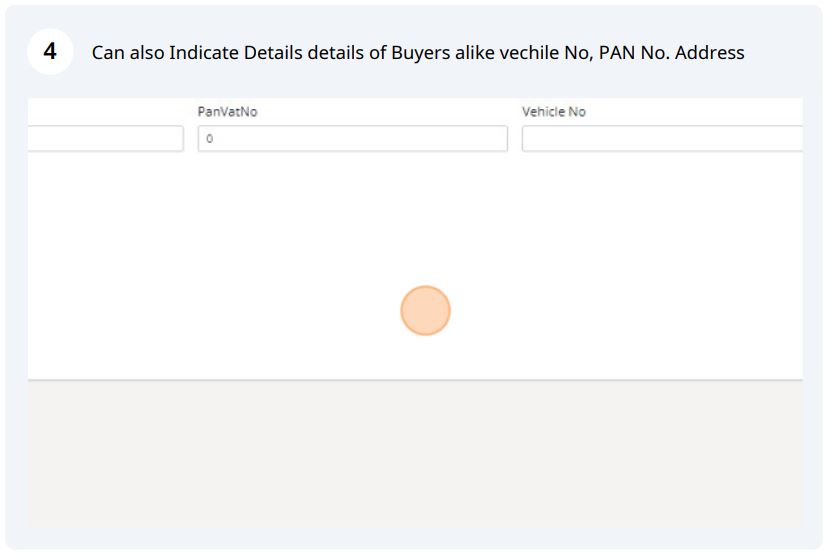 4 Can also Indicate Details details of Buyers alike vechile No, PAN No. Address
PanVatNo Vehicle No
0